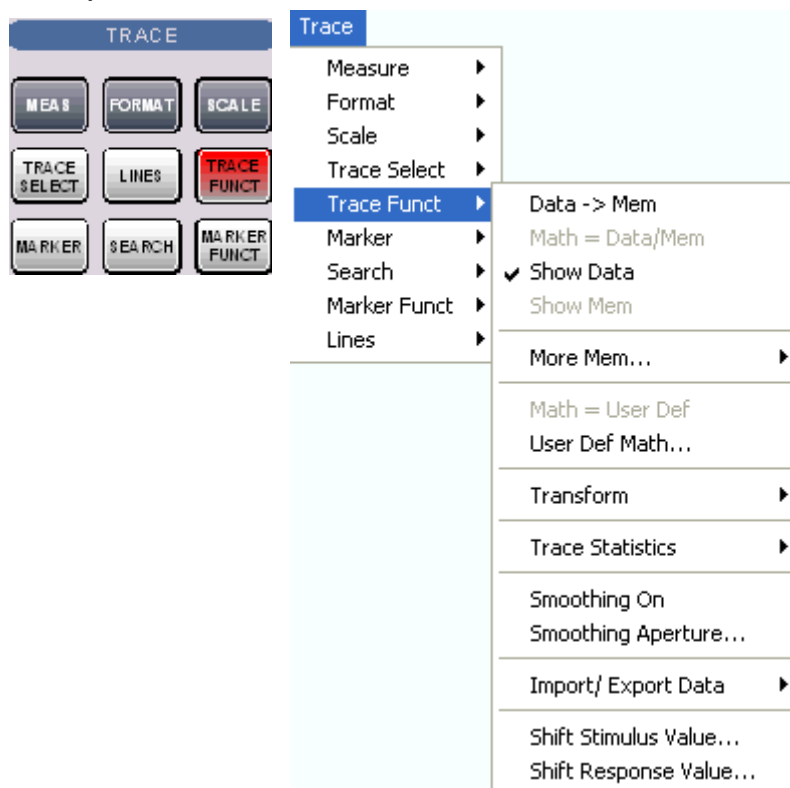 TRACE
MEAS FORMAT SCALE
TRACE SELECT LINES TRACE FUNCT
MARKER SEARCH MARKER FUNCT
Trace
Measure
Format
Scale
Trace Select
Trace Funct
Marker
Search
Marker Funct
Lines
Data -> Mem
Math = Data/Mem
Show Data
Show Mem
More Mem...
Math = User Def
User Def Math...
Transform
Trace Statistics
Smoothing On
Smoothing Aperture...
Import/ Export Data
Shift Stimulus Value...
Shift Response Value...